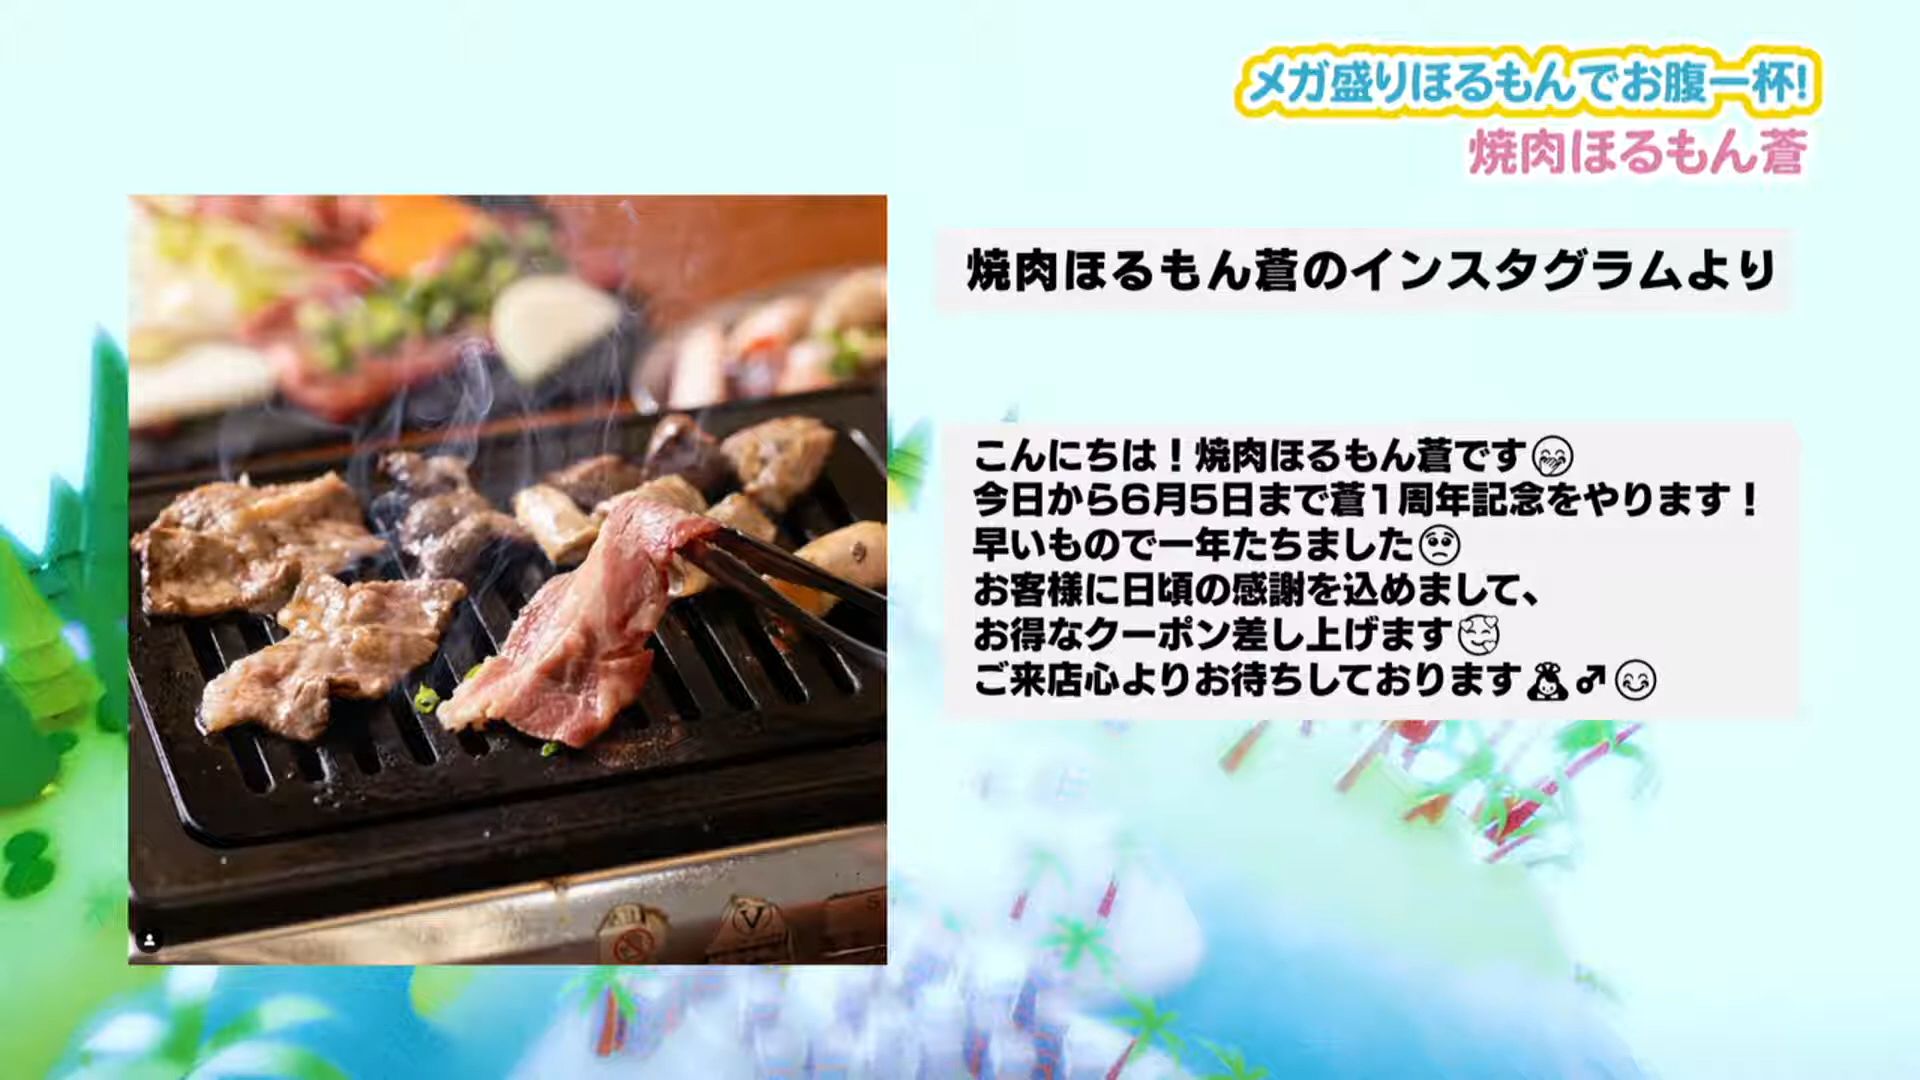 メガ盛りほるもんでお腹一杯!
焼肉ほるもん蒼
焼肉ほるもん蒼のインスタグラムより
こんにちは！焼肉ほるもん蒼です🤭
今日から6月5日まで蒼1周年記念をやります！
早いもので一年たちました🥺
お客様に日頃の感謝を込めまして、
お得なクーポン差し上げます🥰
ご来店心よりお待ちしております🙇♂😊